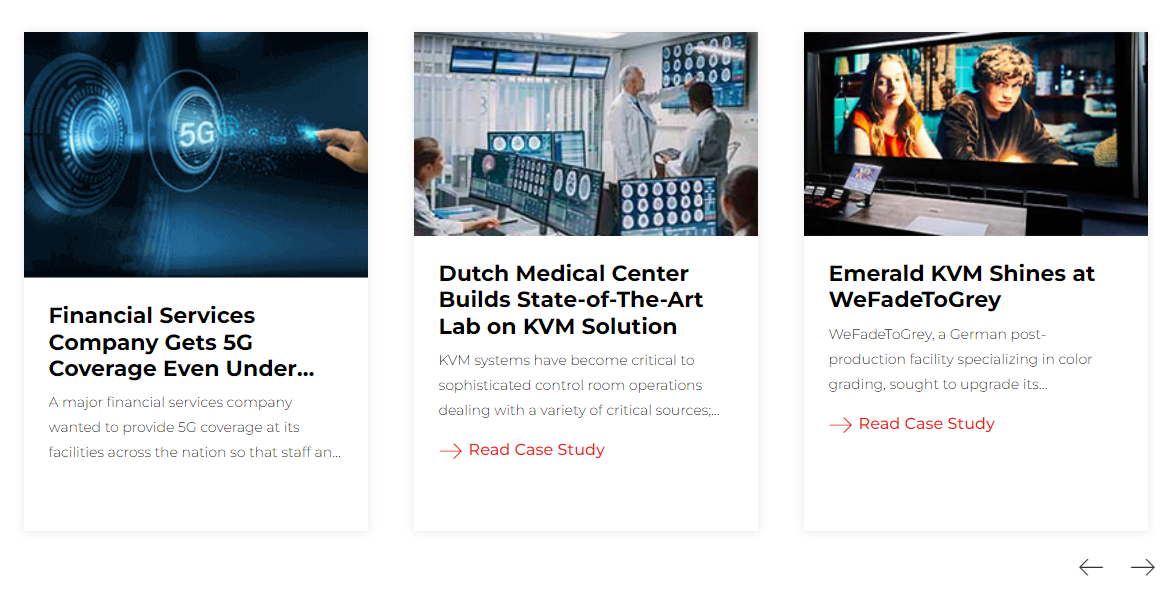 5G
Financial Services
Company Gets 5G
Coverage Even Under...
A major financial services company
wanted to provide 5G coverage at its
facilities across the nation so that staff an...
Dutch Medical Center
Builds State-of-The-Art
Lab on KVM Solution
KVM systems have become critical to
sophisticated control room operations
dealing with a variety of critical sources;...
Read Case Study
Emerald KVM Shines at
WeFadeToGrey
WeFadeToGrey, a German post-
production facility specializing in color
grading, sought to upgrade its...
Read Case Study